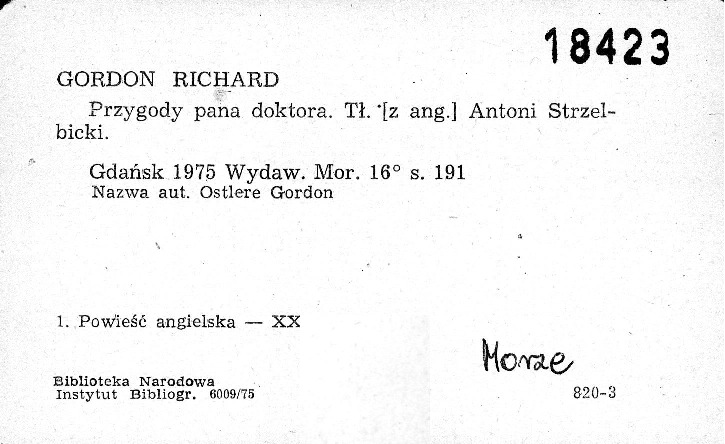 18423
GORDON RICHARD
Przygody pana doktora. Tł. [z ang.] Antoni Strzel-
bicki.
Gdańsk 1975 Wydaw. Mor. 16° s. 191
Nazwa aut. Ostlere Gordon
1. Powieść angielska — XX
Morze
Biblioteka Narodowa
Instytut Bibliogr. 6009/75
820-3